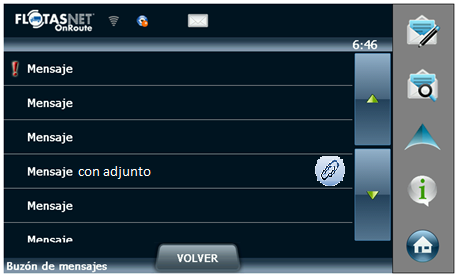 FLOTASNET
OnRoute
6:46
Mensaje
Mensaje
Mensaje
Mensaje con adjunto
Mensaje
Mensaje
VOLVER
Buzón de mensajes